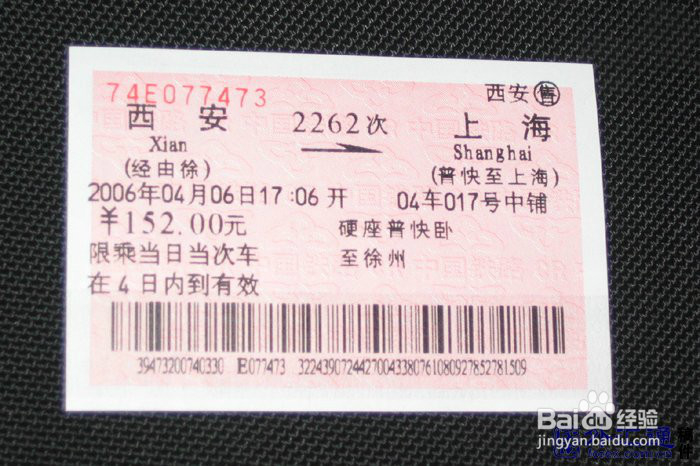 74E077473
西安售
西安 2262次 上海
Xian Shanghai
(经由徐) (普快至上海)
2006年04月06日17:06开 04车017号中铺
¥152.00元 硬座普快卧
限乘当日当次车 至徐州
在4日内到有效
39473200740330 E077473 32243907244270043380761080927852781509
Baidu经验
jingyan.baidu.com